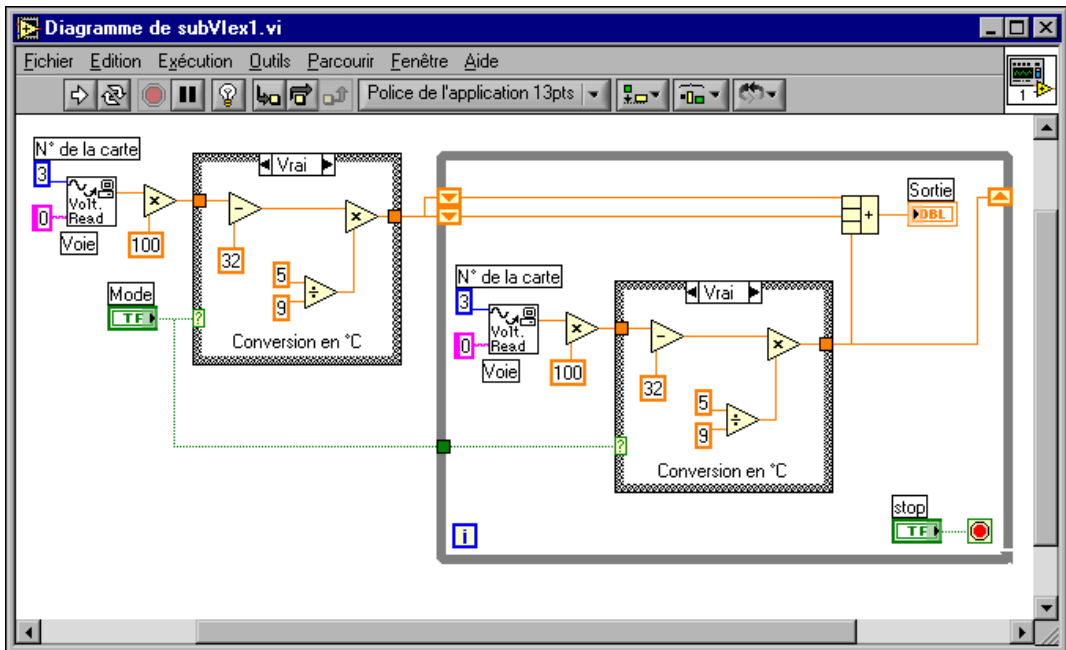 Diagramme de subVIex1.vi
Fichier Edition Exécution Outils Parcourir Fenêtre Aide
Police de l'application 13pts
1
N° de la carte
3
Volt.
Read
0
Voie
100
Vrai
32
5
9
Conversion en °C
Mode
TF
?
N° de la carte
3
Volt.
Read
0
Voie
100
Vrai
32
5
9
Conversion en °C
?
Sortie
DBL
stop
TF
i